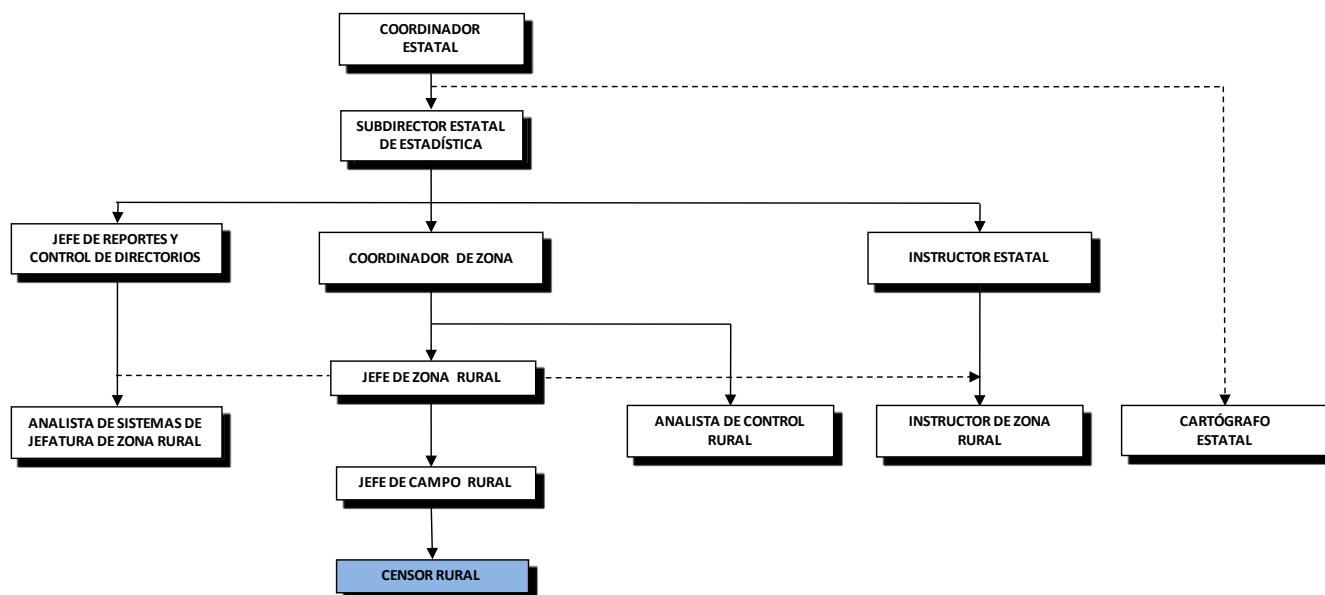 COORDINADOR
ESTATAL
SUBDIRECTOR ESTATAL
DE ESTADÍSTICA
JEFE DE REPORTES Y
CONTROL DE DIRECTORIOS
COORDINADOR DE ZONA
INSTRUCTOR ESTATAL
JEFE DE ZONA RURAL
ANALISTA DE SISTEMAS DE
JEFATURA DE ZONA RURAL
ANALISTA DE CONTROL
RURAL
INSTRUCTOR DE ZONA
RURAL
CARTÓGRAFO
ESTATAL
JEFE DE CAMPO RURAL
CENSOR RURAL